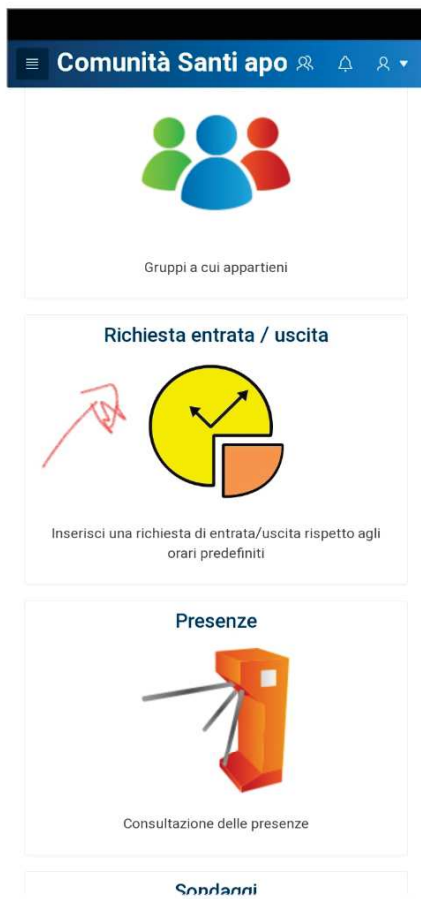 Comunità Santi apo
Gruppi a cui appartieni
Richiesta entrata / uscita
Inserisci una richiesta di entrata/uscita rispetto agli
orari predefiniti
Presenze
Consultazione delle presenze
Sondaggi